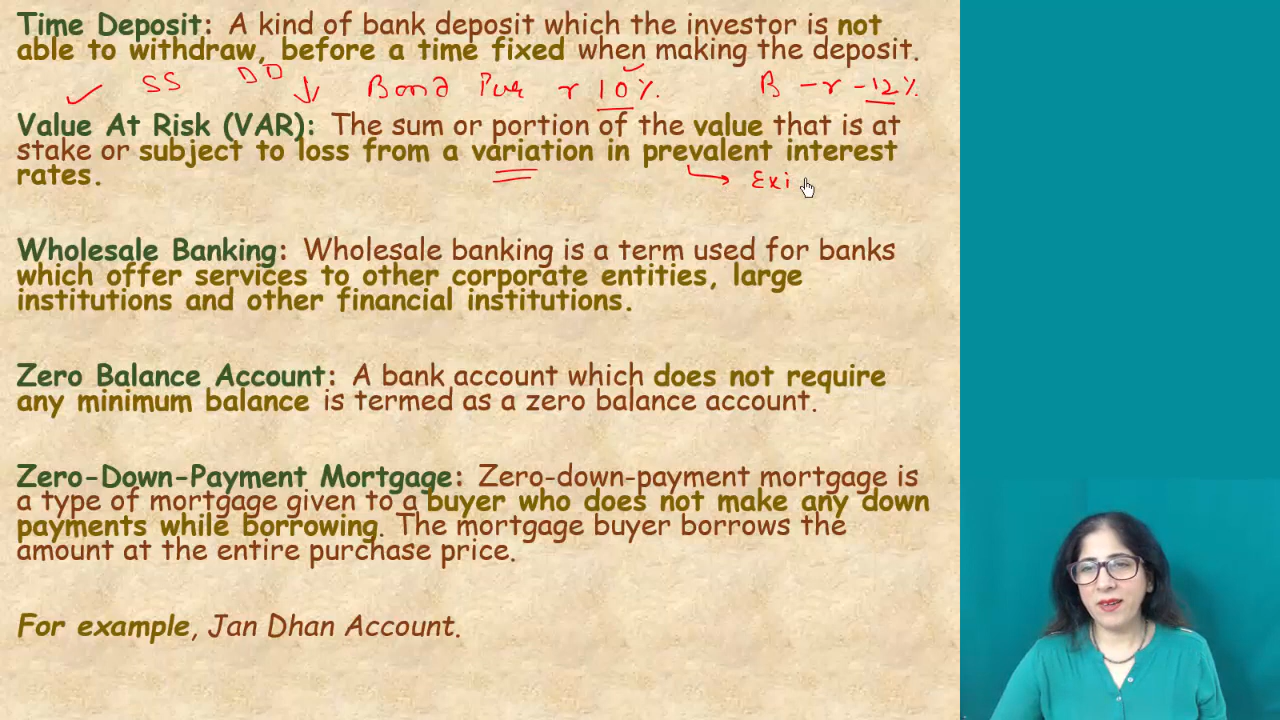 Time Deposit: A kind of bank deposit which the investor is not
able to withdraw, before a time fixed when making the deposit.
SS DD Bond Pur r 10%. B - r - 12%.
Value At Risk (VAR): The sum or portion of the value that is at
stake or subject to loss from a variation in prevalent interest
rates.
Exi
Wholesale Banking: Wholesale banking is a term used for banks
which offer services to other corporate entities, large
institutions and other financial institutions.
Zero Balance Account: A bank account which does not require
any minimum balance is termed as a zero balance account.
Zero-Down-Payment Mortgage: Zero-down-payment mortgage is
a type of mortgage given to a buyer who does not make any down
payments while borrowing. The mortgage buyer borrows the
amount at the entire purchase price.
For example, Jan Dhan Account.